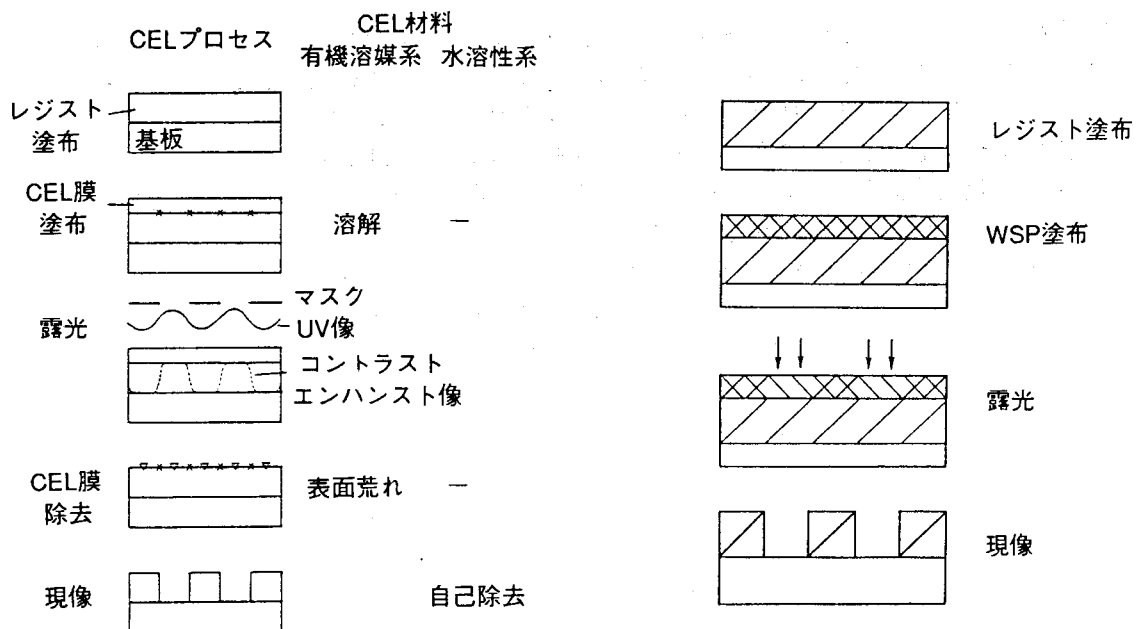 CELプロセス
CEL材料
有機溶媒系 水溶性系
レジスト
塗布
基板
CEL膜
塗布
溶解
—
マスク
UV像
露光
コントラスト
エンハンスト像
CEL膜
除去
表面荒れ
—
現像
自己除去
レジスト塗布
WSP塗布
露光
現像